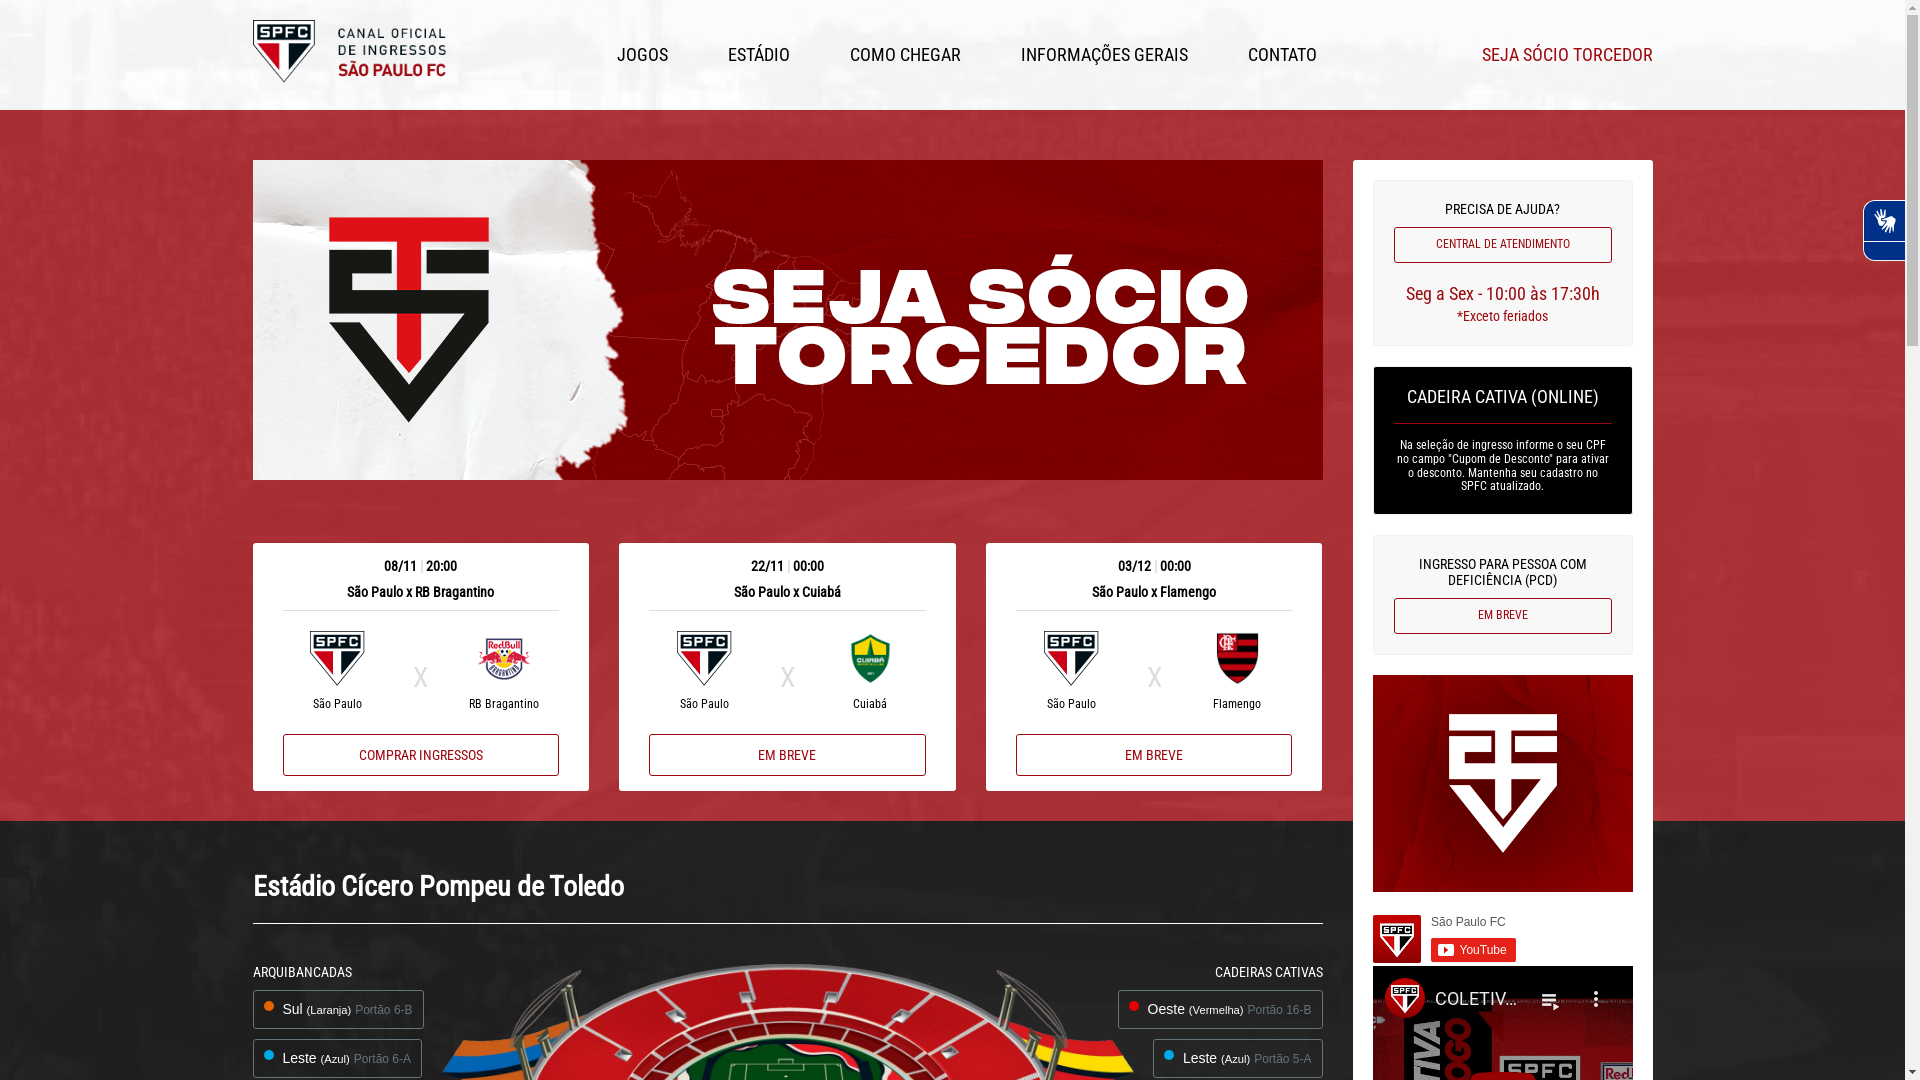 SPFC
CANAL OFICIAL
DE INGRESSOS
SÃO PAULO FC
JOGOS
ESTÁDIO
COMO CHEGAR
INFORMAÇÕES GERAIS
CONTATO
SEJA SÓCIO TORCEDOR
SEJA SÓCIO
TORCEDOR
PRECISA DE AJUDA?
CENTRAL DE ATENDIMENTO
Seg a Sex - 10:00 às 17:30h
*Exceto feriados
CADEIRA CATIVA (ONLINE)
Na seleção de ingresso informe o seu CPF
no campo "Cupom de Desconto" para ativar
o desconto. Mantenha seu cadastro no
SPFC atualizado.
INGRESSO PARA PESSOA COM
DEFICIÊNCIA (PCD)
EM BREVE
08/11 | 20:00
São Paulo x RB Bragantino
SPFC
X
RedBull
BRAGANTINO
São Paulo
RB Bragantino
COMPRAR INGRESSOS
22/11 | 00:00
São Paulo x Cuiabá
SPFC
X
CUIABÁ
São Paulo
Cuiabá
EM BREVE
03/12 | 00:00
São Paulo x Flamengo
SPFC
X
São Paulo
Flamengo
EM BREVE
Estádio Cícero Pompeu de Toledo
ARQUIBANCADAS
Sul (Laranja) Portão 6-B
Leste (Azul) Portão 6-A
CADEIRAS CATIVAS
Oeste (Vermelha) Portão 16-B
Leste (Azul) Portão 5-A
SPFC
São Paulo FC
YouTube
SPFC
COLETIV...
SPFC